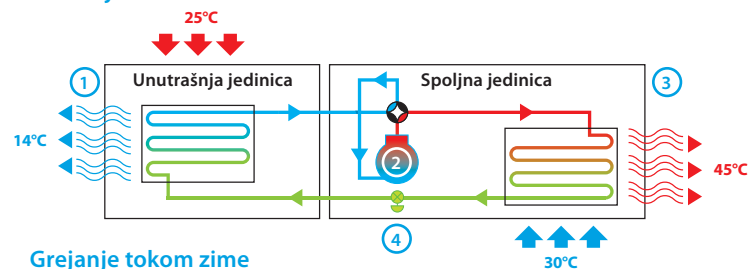 25°C
1
Unutrašnja jedinica
Spoljna jedinica
3
14°C
2
45°C
4
30°C
Grejanje tokom zime